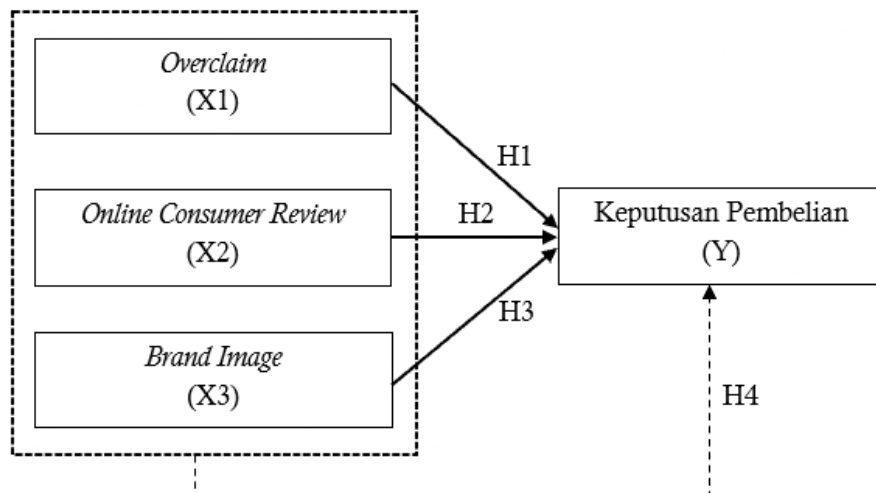 Overclaim
(X1)
H1
Online Consumer Review
(X2)
H2
Keputusan Pembelian
(Y)
H3
Brand Image
(X3)
H4